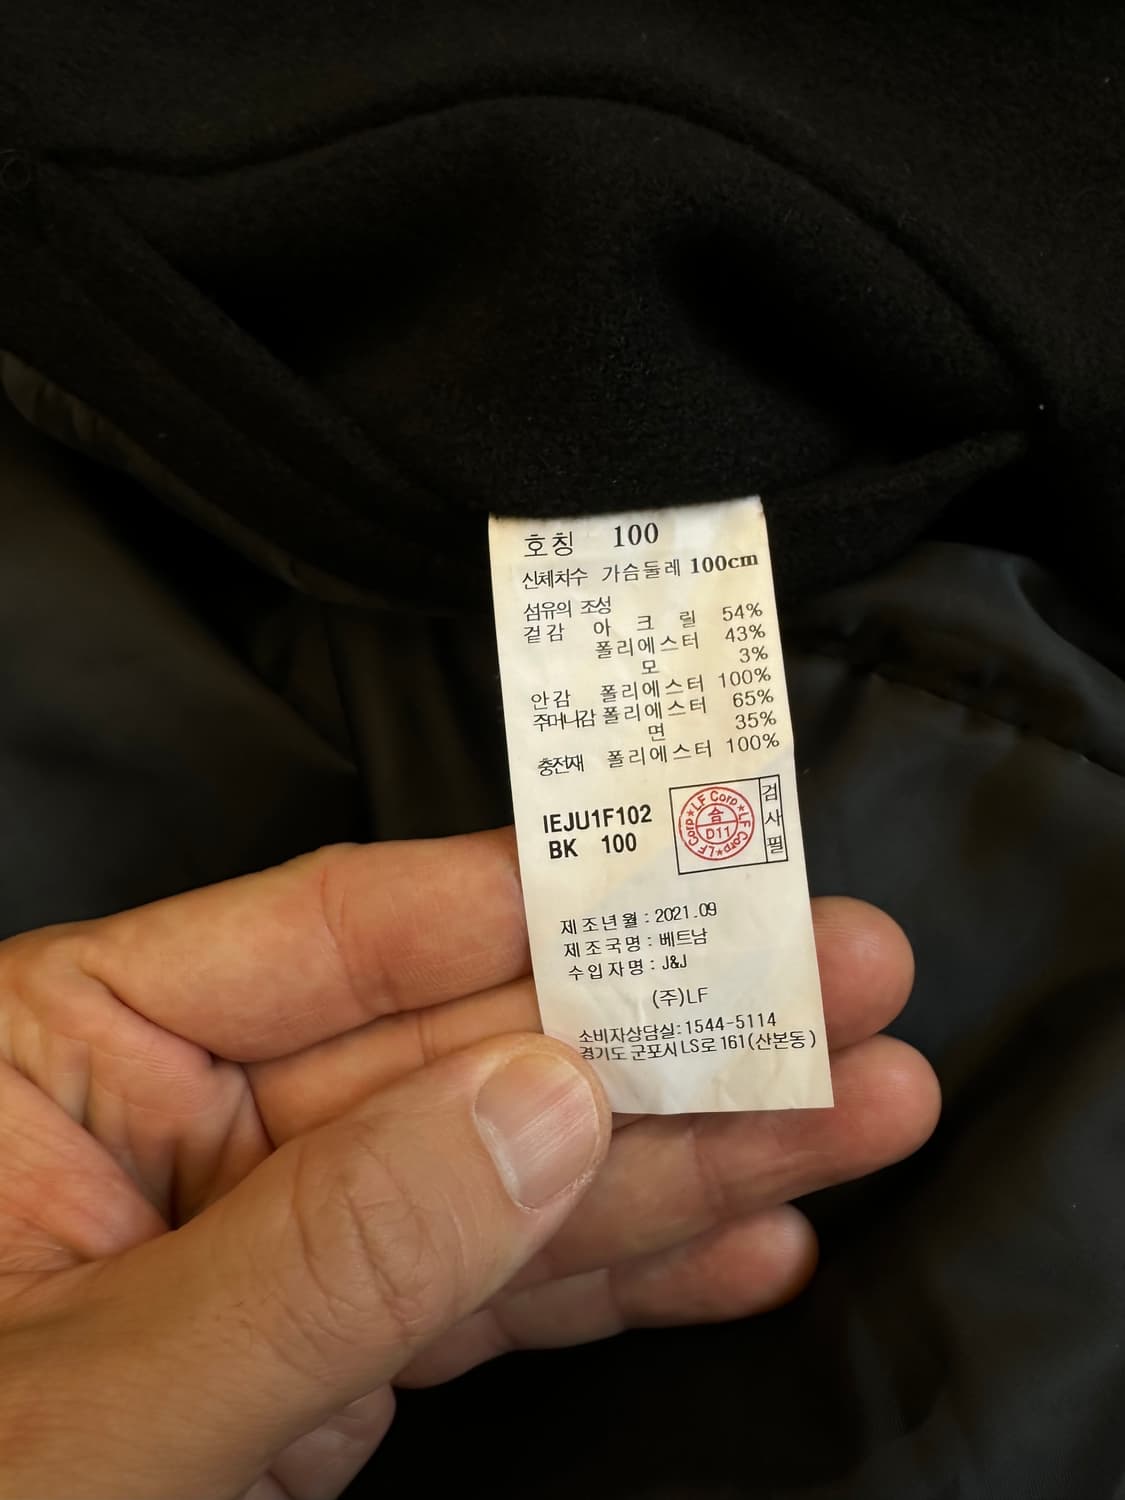 호칭 100
신체치수 가슴둘레 100cm
섬유의 조성
겉감 아크릴 54%
폴리에스터 43%
모 3%
안감 폴리에스터 100%
주머니감 폴리에스터 65%
면 35%
충전재 폴리에스터 100%
IEJU1F102
BK 100
LF Corp★LF Corp★LF Corp★
합
D11
검사필
제조년월 : 2021.09
제조국명 : 베트남
수입자명 : J&J
(주)LF
소비자상담실:1544-5114
경기도 군포시 LS로 161(산본동)